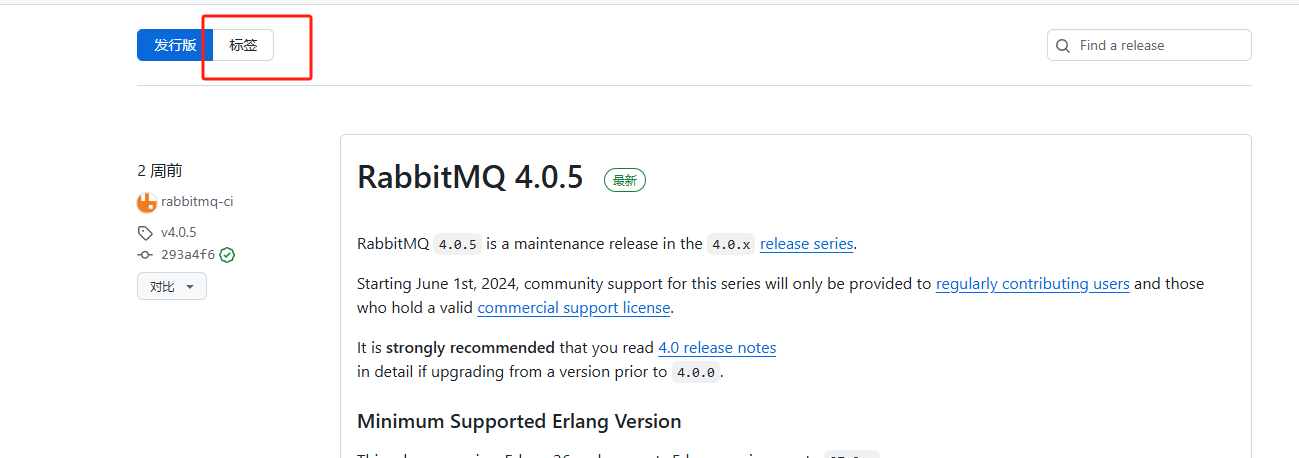 发行版 标签 Find a release
2 周前
rabbitmq-ci
v4.0.5
293a4f6
对比
RabbitMQ 4.0.5 最新
RabbitMQ 4.0.5 is a maintenance release in the 4.0.x release series.
Starting June 1st, 2024, community support for this series will only be provided to regularly contributing users and those
who hold a valid commercial support license.
It is strongly recommended that you read 4.0 release notes
in detail if upgrading from a version prior to 4.0.0.
Minimum Supported Erlang Version